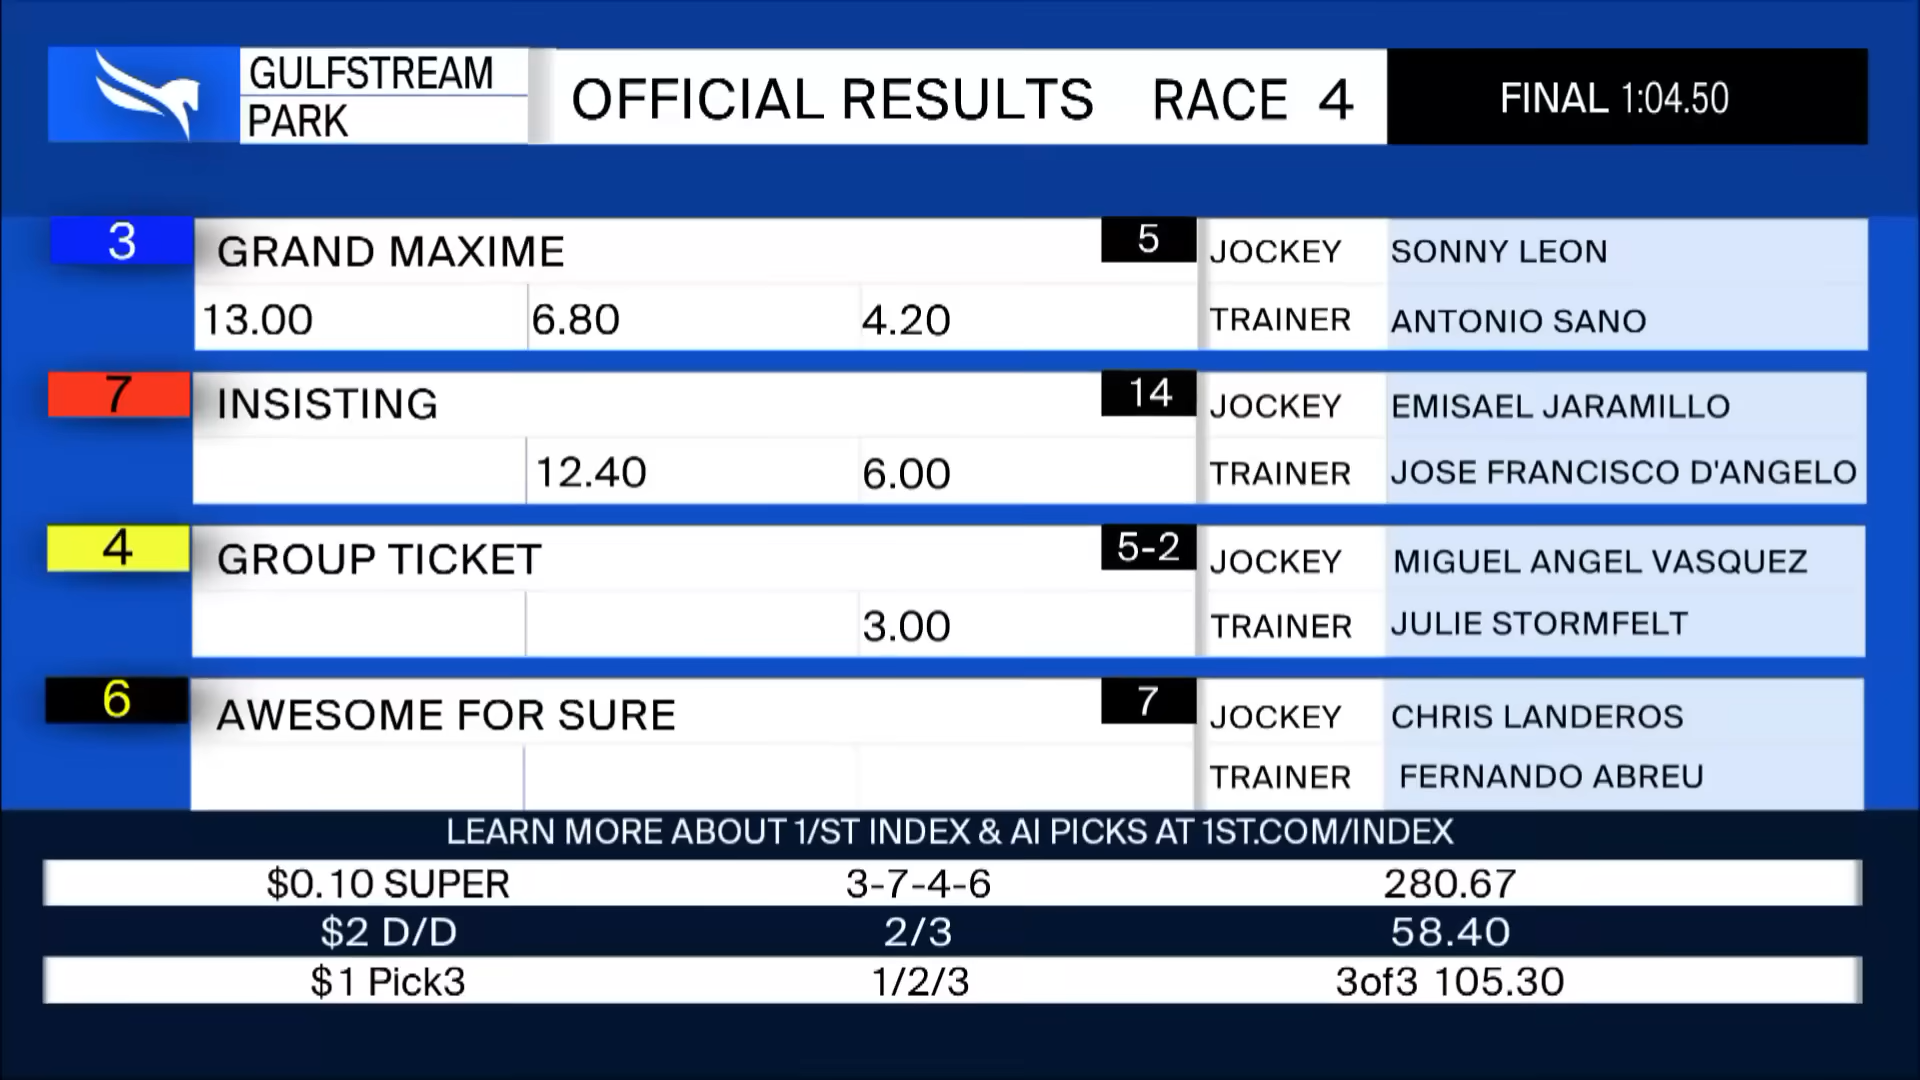 GULFSTREAM
PARK
OFFICIAL RESULTS RACE 4
FINAL 1:04.50
3 GRAND MAXIME 5 JOCKEY SONNY LEON
13.00 6.80 4.20 TRAINER ANTONIO SANO
7 INSISTING 14 JOCKEY EMISAEL JARAMILLO
12.40 6.00 TRAINER JOSE FRANCISCO D'ANGELO
4 GROUP TICKET 5-2 JOCKEY MIGUEL ANGEL VASQUEZ
3.00 TRAINER JULIE STORMFELT
6 AWESOME FOR SURE 7 JOCKEY CHRIS LANDEROS
TRAINER FERNANDO ABREU
LEARN MORE ABOUT 1/ST INDEX & AI PICKS AT 1ST.COM/INDEX
$0.10 SUPER 3-7-4-6 280.67
$2 D/D 2/3 58.40
$1 Pick3 1/2/3 3of3 105.30